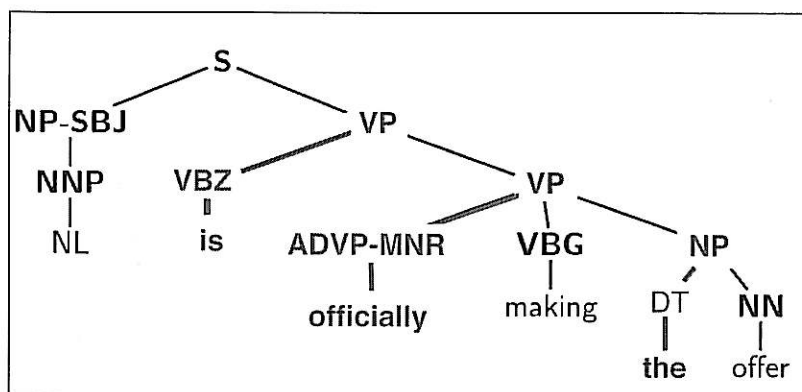 S
NP-SBJ VP
NNP VBZ VP
NL is ADVP-MNR VBG NP
officially making DT NN
the offer